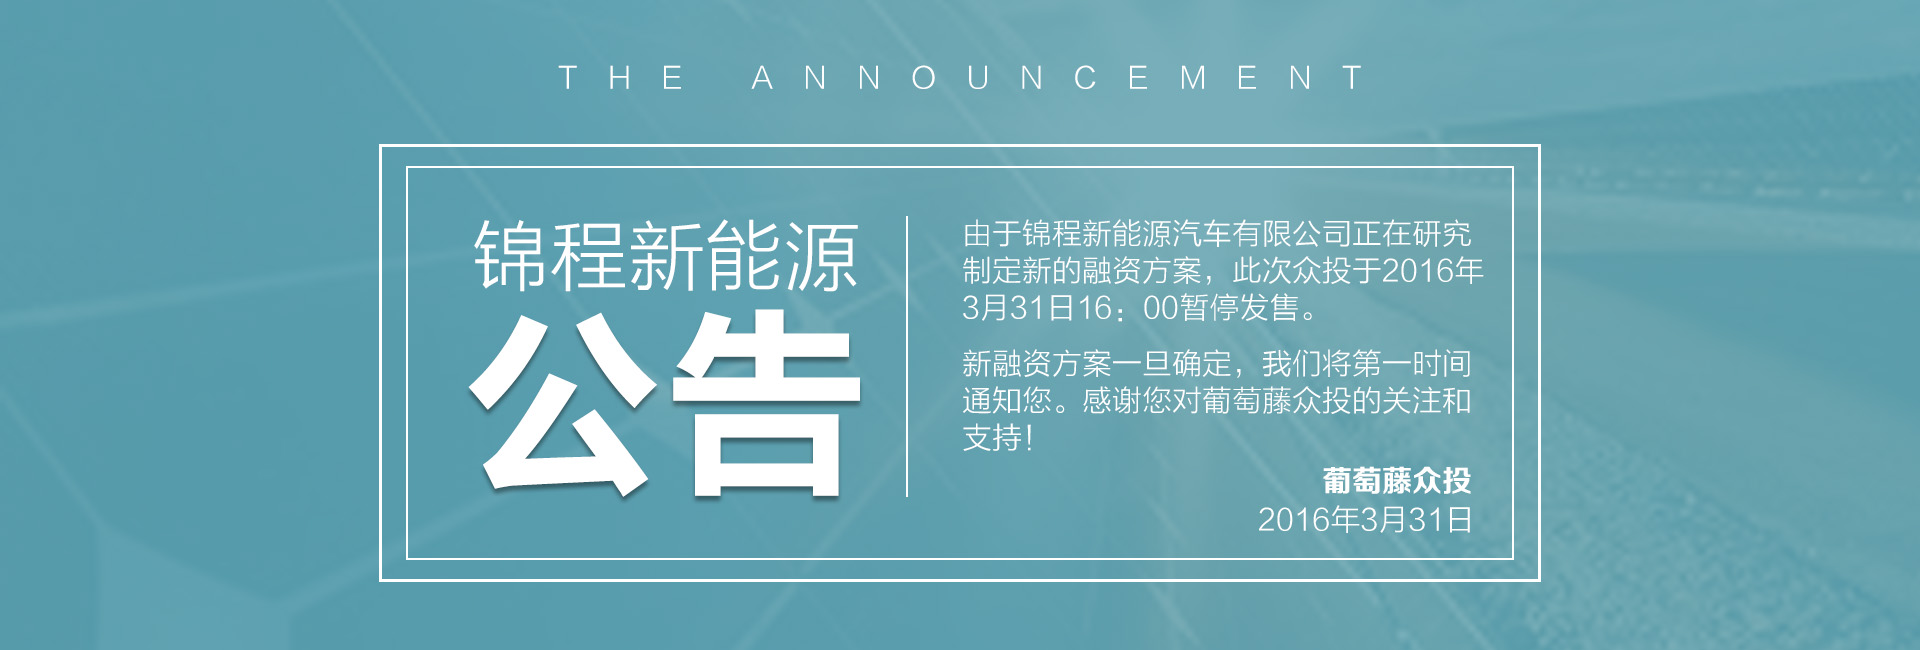 THE ANNOUNCEMENT
锦程新能源
公告
由于锦程新能源汽车有限公司正在研究
制定新的融资方案，此次众投于2016年
3月31日16：00暂停发售。
新融资方案一旦确定，我们将第一时间
通知您。感谢您对葡萄藤众投的关注和
支持！
葡萄藤众投
2016年3月31日